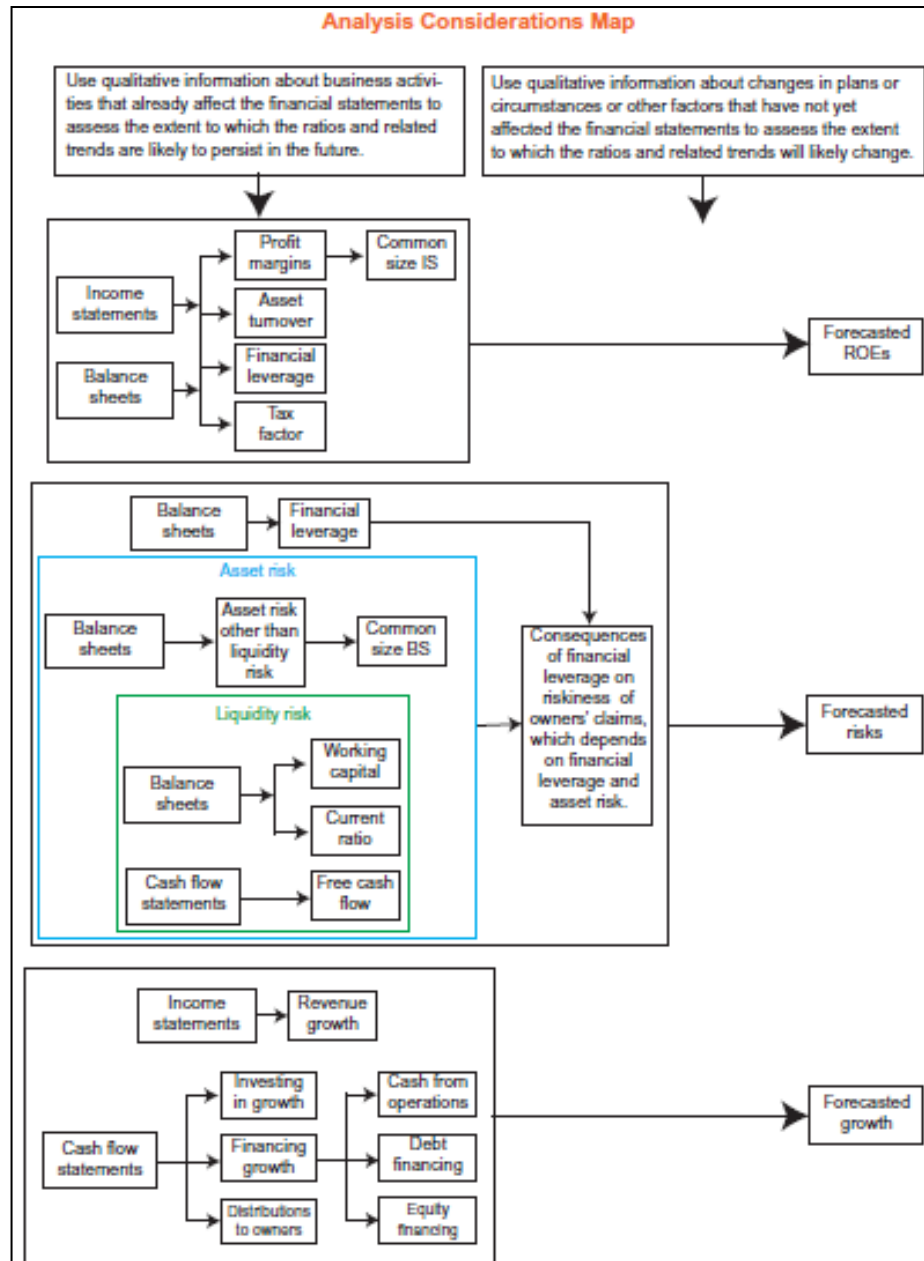 Analysis Considerations Map
Use qualitative information about business activi-
ties that already affect the financial statements to
assess the extent to which the ratios and related
trends are likely to persist in the future.
Use qualitative information about changes in plans or
circumstances or other factors that have not yet
affected the financial statements to assess the extent
to which the ratios and related trends will likely change.
Profit
margins
Common
size IS
Income
statements
Asset
turnover
Financial
leverage
Balance
sheets
Tax
factor
Forecasted
ROEs
Balance
sheets
Financial
leverage
Asset risk
Balance
sheets
Asset risk
other than
liquidity
risk
Common
size BS
Consequences
of financial
leverage on
riskiness of
owners' claims,
which depends
on financial
leverage and
asset risk.
Forecasted
risks
Liquidity risk
Balance
sheets
Working
capital
Current
ratio
Cash flow
statements
Free cash
flow
Income
statements
Revenue
growth
Cash flow
statements
Investing
in growth
Financing
growth
Distributions
to owners
Cash from
operations
Debt
financing
Equity
financing
Forecasted
growth